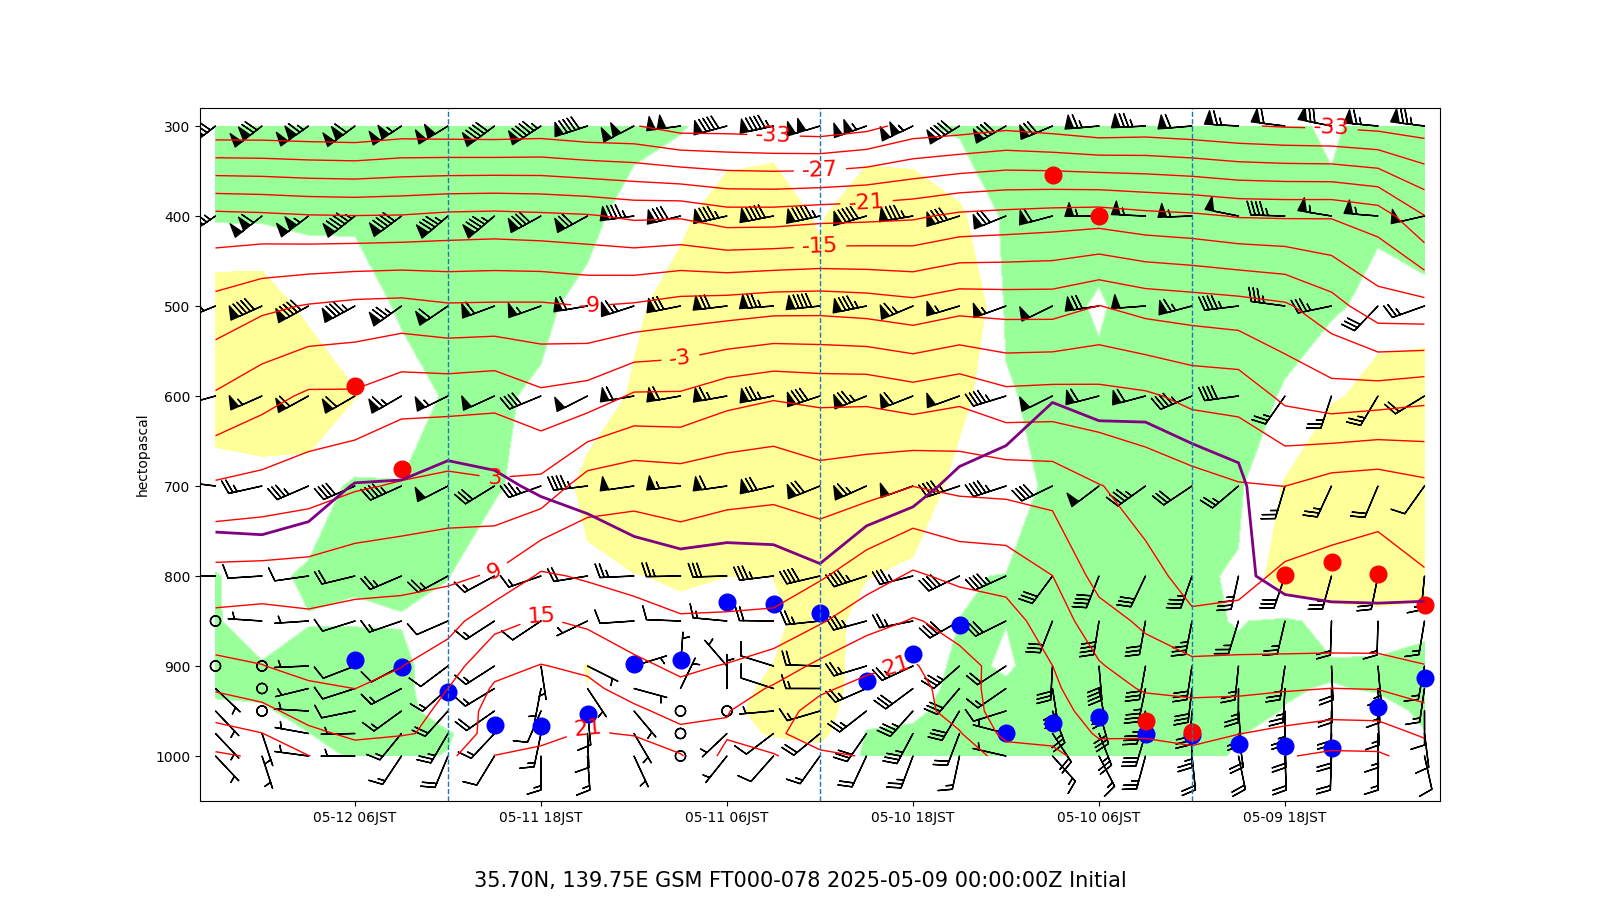 300
-33
-33
-27
-21
400
-15
500
-9
-3
600
hectopascal
3
700
9
800
15
21
900
21
1000
05-12 06JST
05-11 18JST
05-11 06JST
05-10 18JST
05-10 06JST
05-09 18JST
35.70N, 139.75E GSM FT000-078 2025-05-09 00:00:00Z Initial